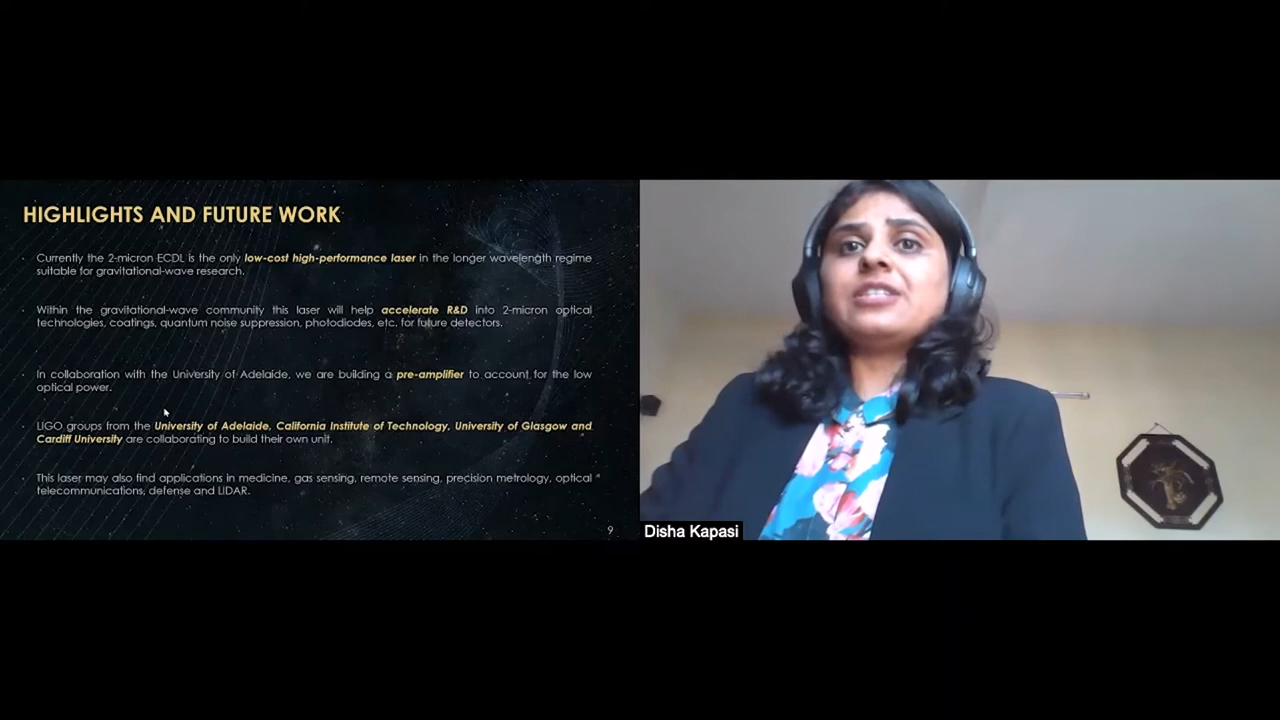 HIGHLIGHTS AND FUTURE WORK
Currently the 2-micron ECDL is the only low-cost high-performance laser in the longer wavelength regime
suitable for gravitational-wave research.
Within the gravitational-wave community this laser will help accelerate R&D into 2-micron optical
technologies, coatings, quantum noise suppression, photodiodes, etc. for future detectors.
In collaboration with the University of Adelaide, we are building a pre-amplifier to account for the low
optical power.
LIGO groups from the University of Adelaide, California Institute of Technology, University of Glasgow and
Cardiff University are collaborating to build their own unit.
This laser may also find applications in medicine, gas sensing, remote sensing, precision metrology, optical
telecommunications, defense and LIDAR.
9
Disha Kapasi